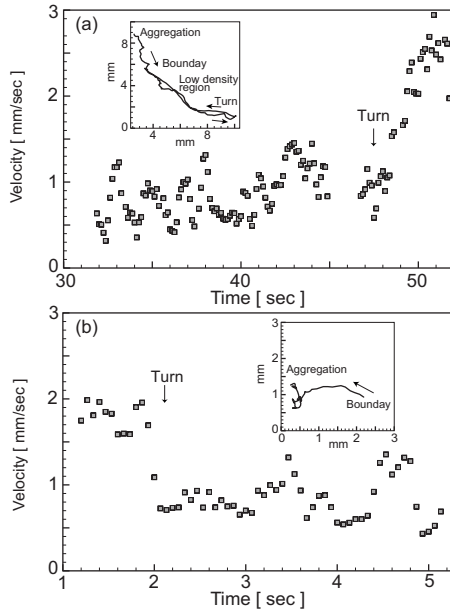 (a)
3
2
1
0
Velocity [ mm/sec]
30
40
50
Time [ sec]
Turn
Aggregation
Bounday
Low density
region
Turn
mm
8
4
0
4
8
mm
(b)
3
2
1
0
Velocity [ mm/sec]
1
2
3
4
5
Time [ sec]
Turn
Aggregation
Bounday
mm
3
2
1
0
0
1
2
3
mm